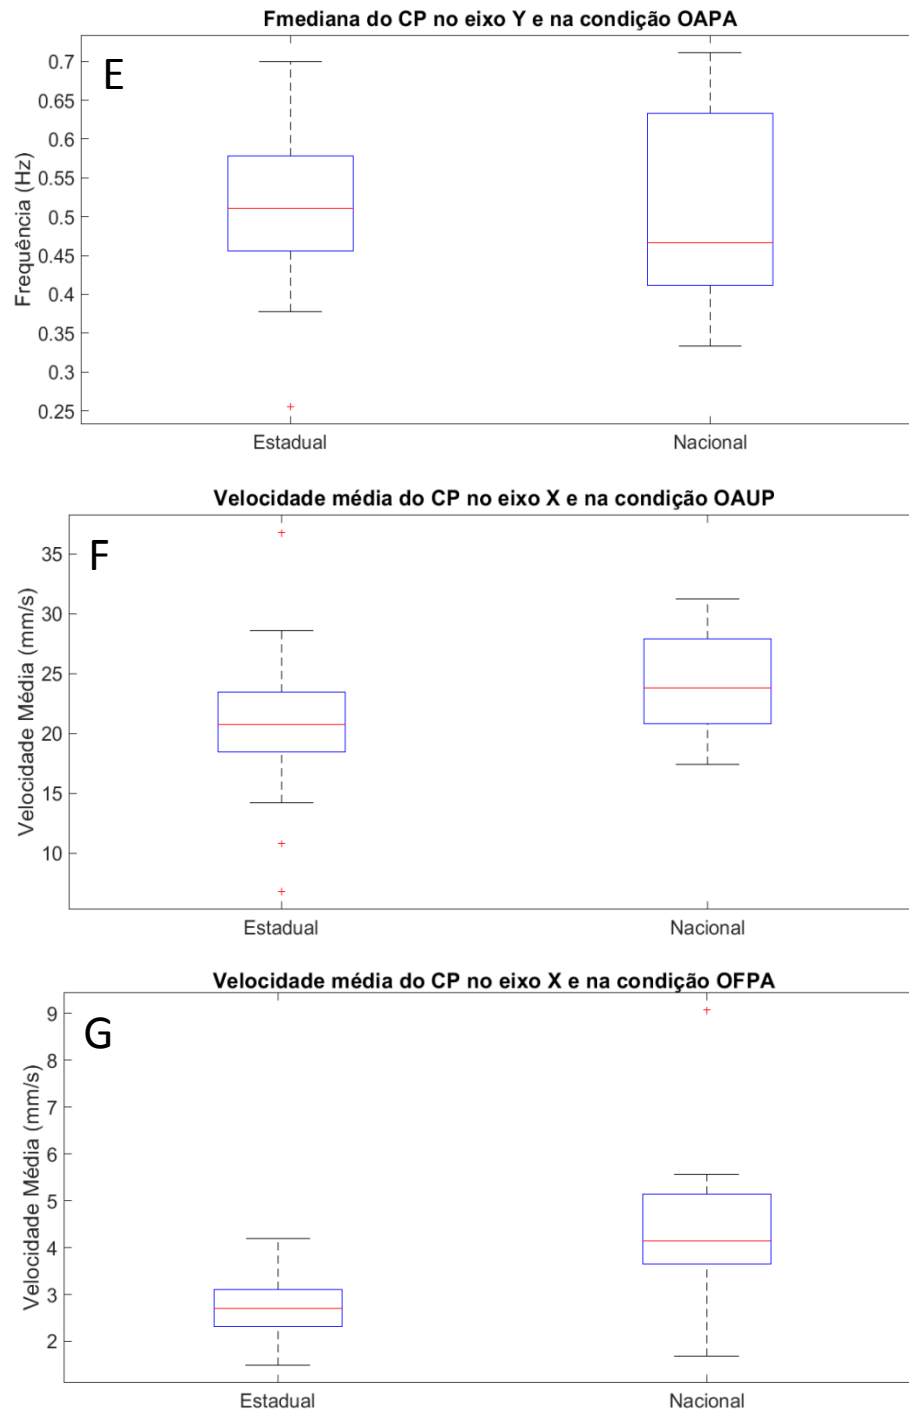 Fmediana do CP no eixo Y e na condição OAPA
E
Frequência (Hz)
0.7
0.65
0.6
0.55
0.5
0.45
0.4
0.35
0.3
0.25
Estadual Nacional
Velocidade média do CP no eixo X e na condição OAUP
F
Velocidade Média (mm/s)
35
30
25
20
15
10
Estadual Nacional
Velocidade média do CP no eixo X e na condição OFPA
G
Velocidade Média (mm/s)
9
8
7
6
5
4
3
2
Estadual Nacional